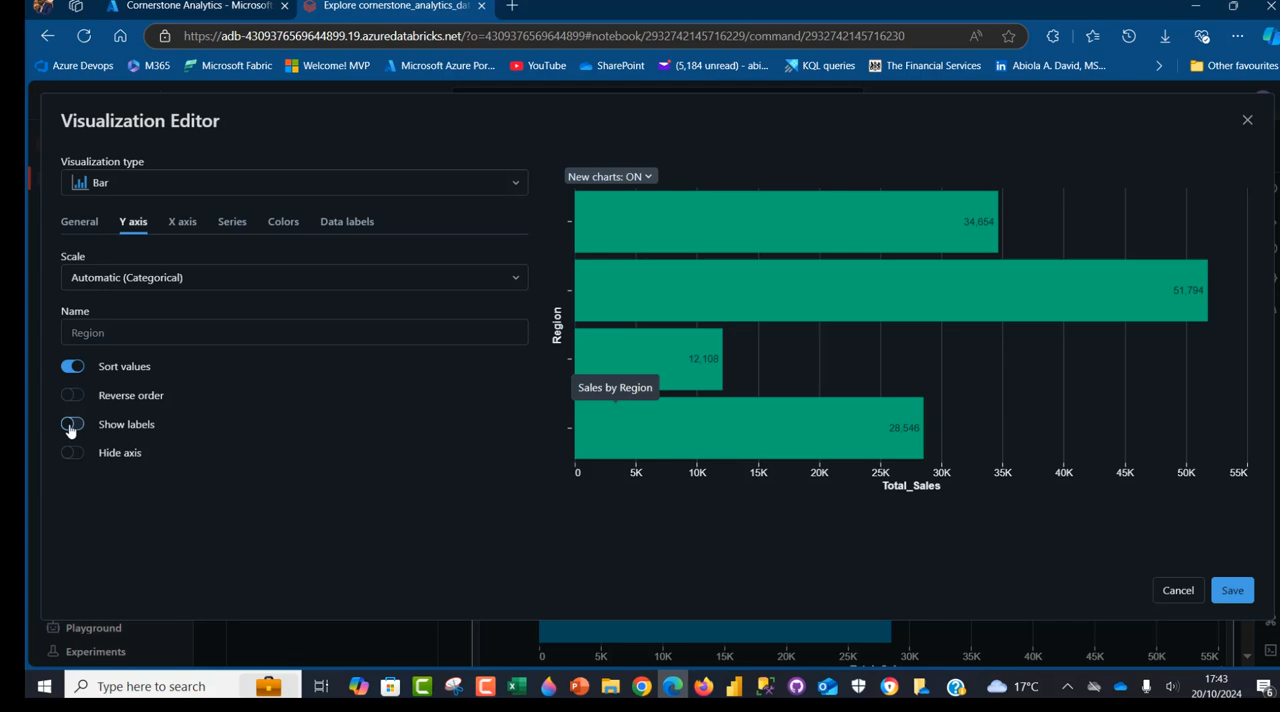 Cornerstone Analytics - Microsoft
Explore cornerstone_analytics_da
https://adb-4309376569644899.19.azuredatabricks.net/?o=4309376569644899#notebook/2932742145716229/command/2932742145716230
Azure Devops
M365
Microsoft Fabric
Welcome! MVP
Microsoft Azure Por...
YouTube
SharePoint
(5,184 unread) - abi...
KQL queries
The Financial Services
Abiola A. David, MS...
Other favourites
Visualization Editor
Visualization type
Bar
General
Y axis
X axis
Series
Colors
Data labels
Scale
Automatic (Categorical)
Name
Region
Sort values
Reverse order
Show labels
Hide axis
New charts: ON
34,654
51,794
12,108
Sales by Region
28,546
Region
0 5K 10K 15K 20K 25K 30K 35K 40K 45K 50K 55K
Total_Sales
Cancel
Save
Playground
Experiments
0 5K 10K 15K 20K 25K 30K 35K 40K 45K 50K 55K
Type here to search
17°C
17:43
20/10/2024
6